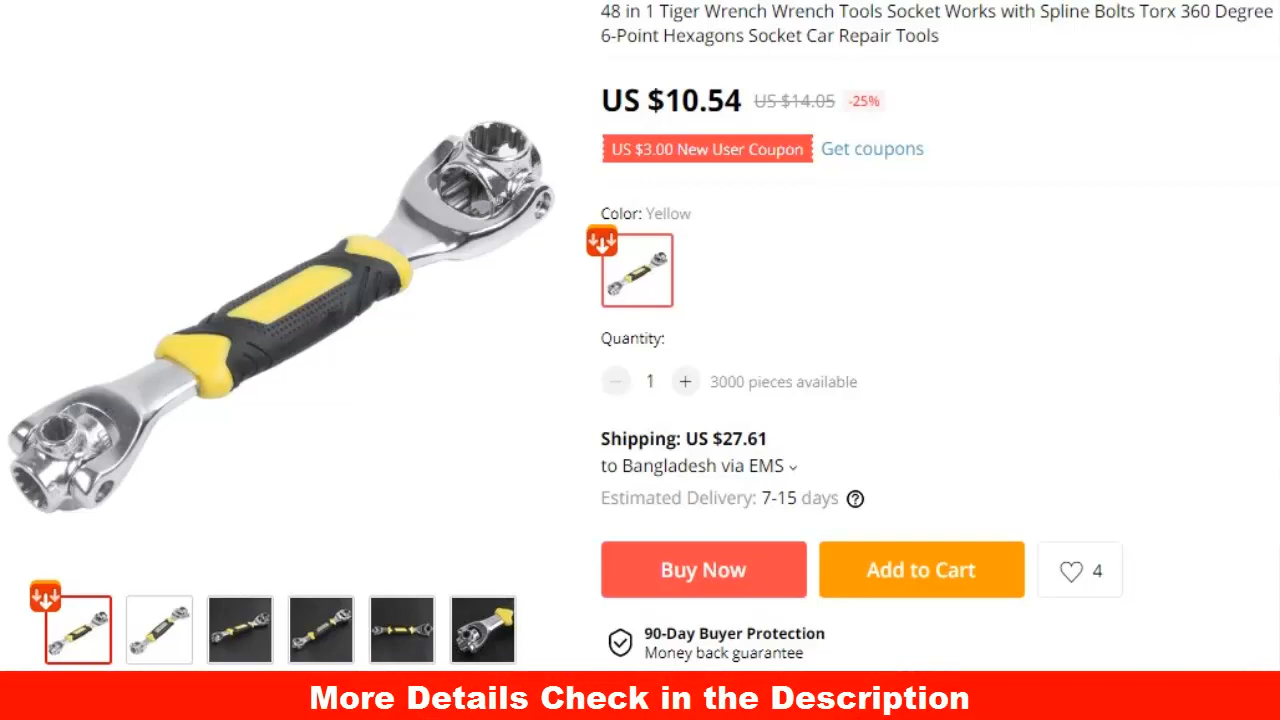 48 in 1 Tiger Wrench Wrench Tools Socket Works with Spline Bolts Torx 360 Degree
6-Point Hexagons Socket Car Repair Tools
US $10.54 US $14.05 -25%
US $3.00 New User Coupon Get coupons
Color: Yellow
Quantity:
1 + 3000 pieces available
Shipping: US $27.61
to Bangladesh via EMS
Estimated Delivery: 7-15 days ?
Buy Now Add to Cart 4
90-Day Buyer Protection
Money back guarantee
More Details Check in the Description